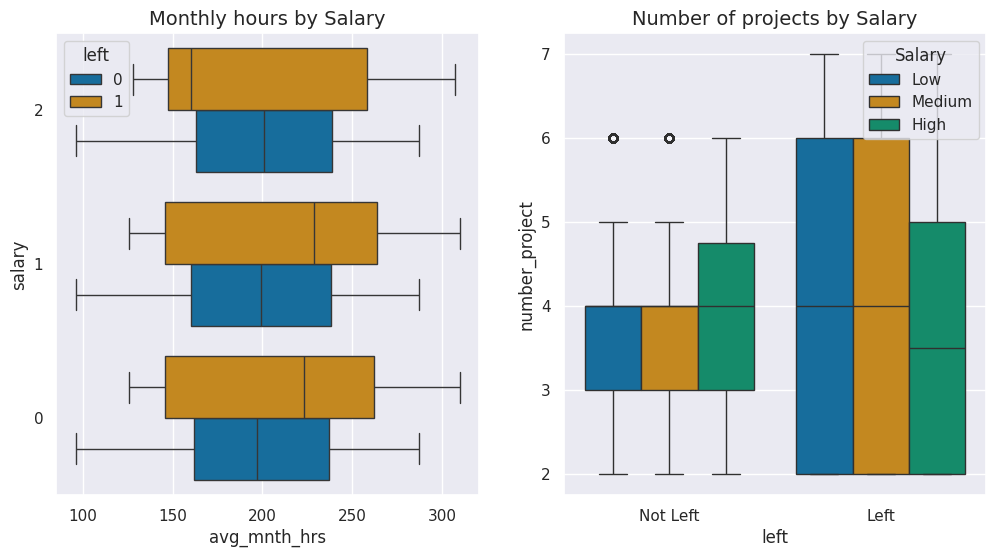 Monthly hours by Salary
left
0
1
2
1
0
salary
100 150 200 250 300
avg_mnth_hrs
Number of projects by Salary
Salary
Low
Medium
High
7
6
5
4
3
2
number_project
Not Left Left
left